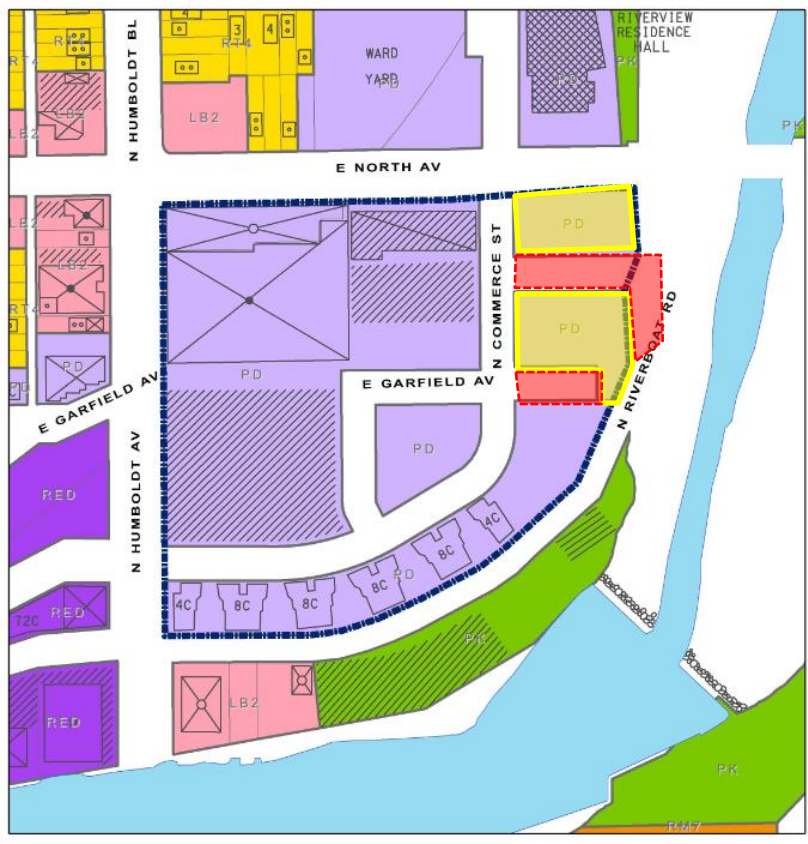 N HUMBOLDT BL
RT4
RT4
LB2
LB2
4
3
4
RT4
LB2
WARD
YARD
PD
PD
RIVERVIEW
RESIDENCE
HALL
PK
PK
E NORTH AV
LB2
LB2
RT4
PD
PD
C
E GARFIELD AV
N HUMBOLDT AV
PD
N COMMERCE ST
PD
PD
E GARFIELD AV
N RIVERBOAT RD
PD
RED
4C
8C
8C
8C
PD
8C
4C
72C
RED
PK
LB2
RED
PK
RM7